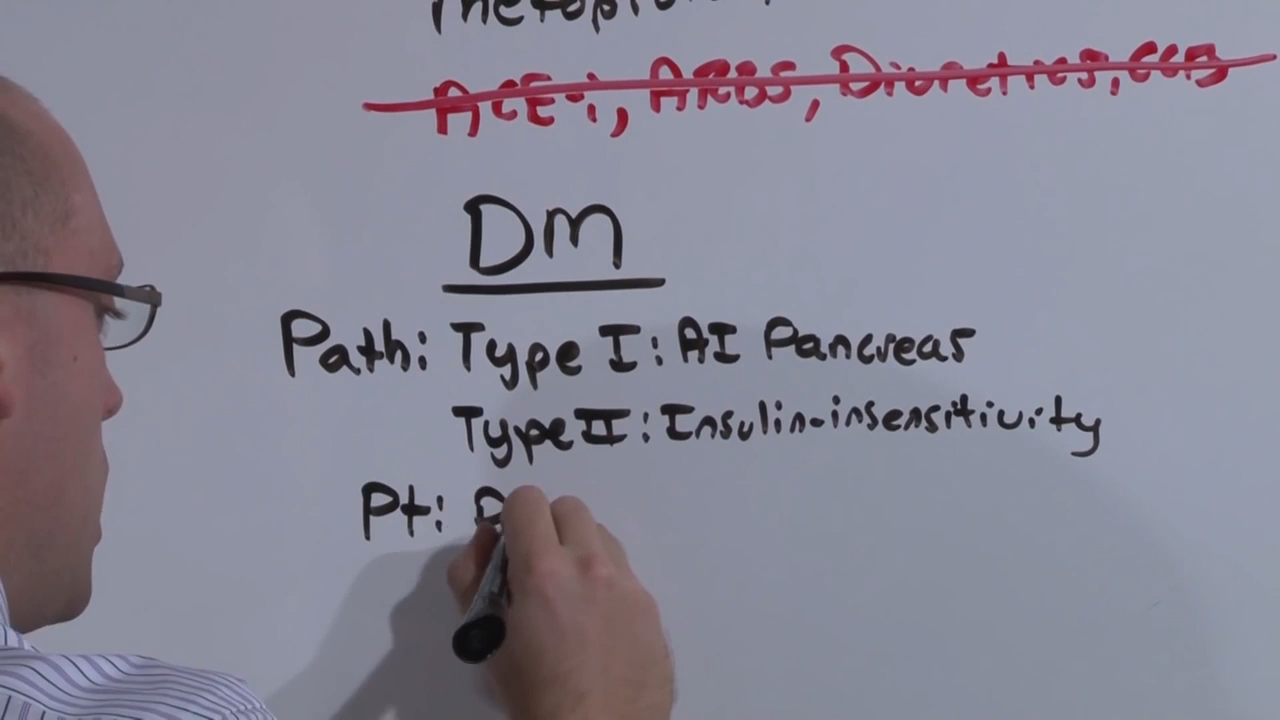 ACE-i, ARBS, Diuretics, CCB
DM
Path: Type I: AI Pancreas
Type II: Insulin-insensitivity
Pt: